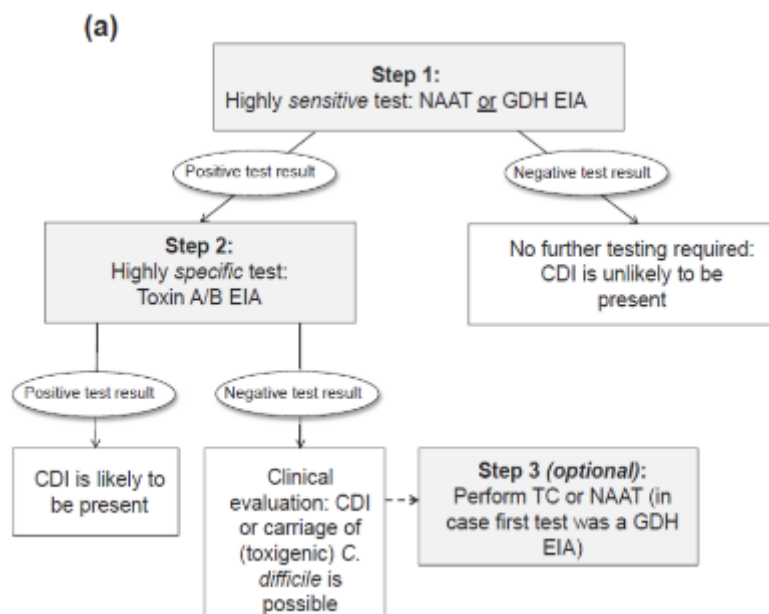 (a)
Step 1:
Highly sensitive test: NAAT or GDH EIA
Positive test result
Negative test result
Step 2:
Highly specific test:
Toxin A/B EIA
No further testing required:
CDI is unlikely to be
present
Positive test result
Negative test result
CDI is likely to
be present
Clinical
evaluation: CDI
or carriage of
(toxigenic) C.
difficile is
possible
Step 3 (optional):
Perform TC or NAAT (in
case first test was a GDH
EIA)